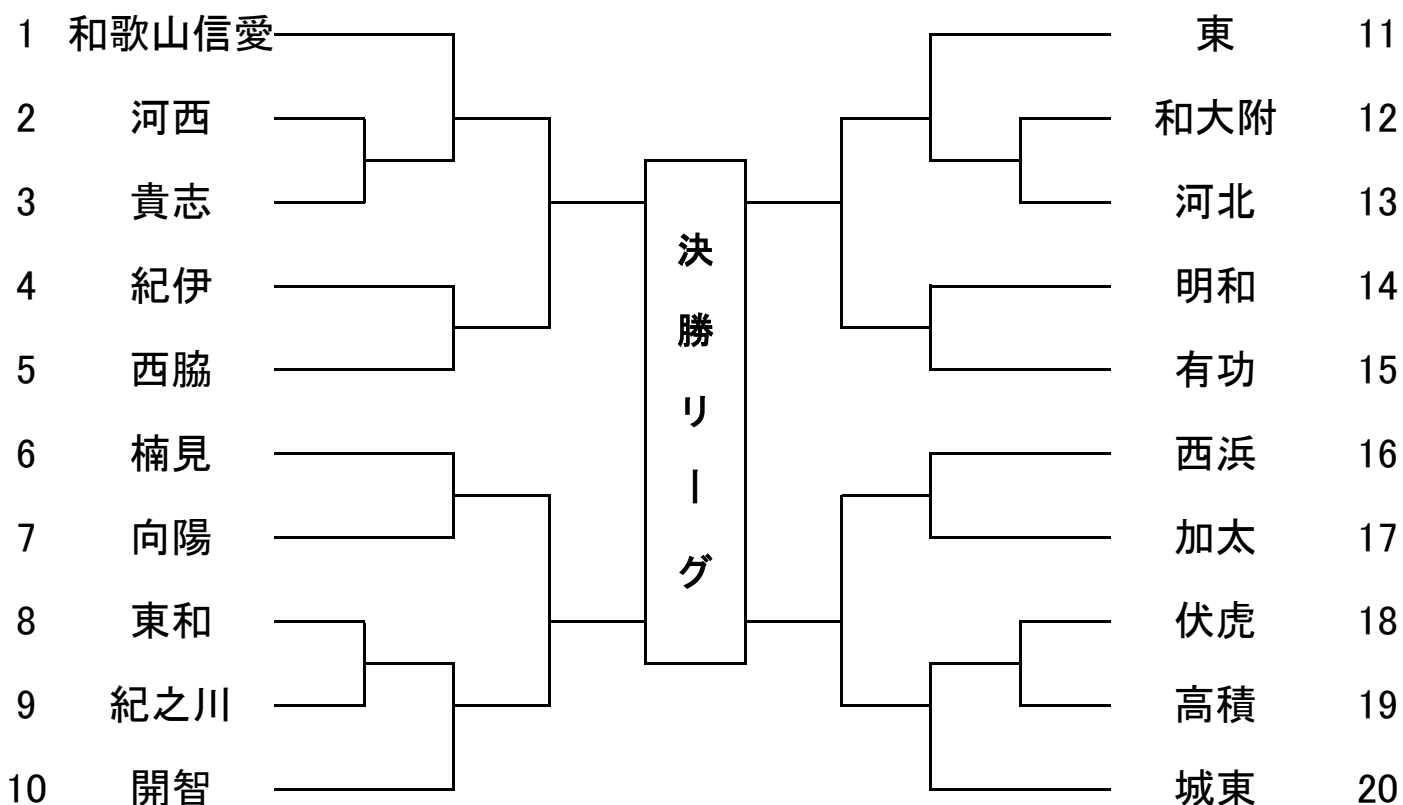 1 和歌山信愛
2 河西
3 貴志
4 紀伊
5 西脇
6 楠見
7 向陽
8 東和
9 紀之川
10 開智
決勝リーグ
東 11
和大附 12
河北 13
明和 14
有功 15
西浜 16
加太 17
伏虎 18
高積 19
城東 20